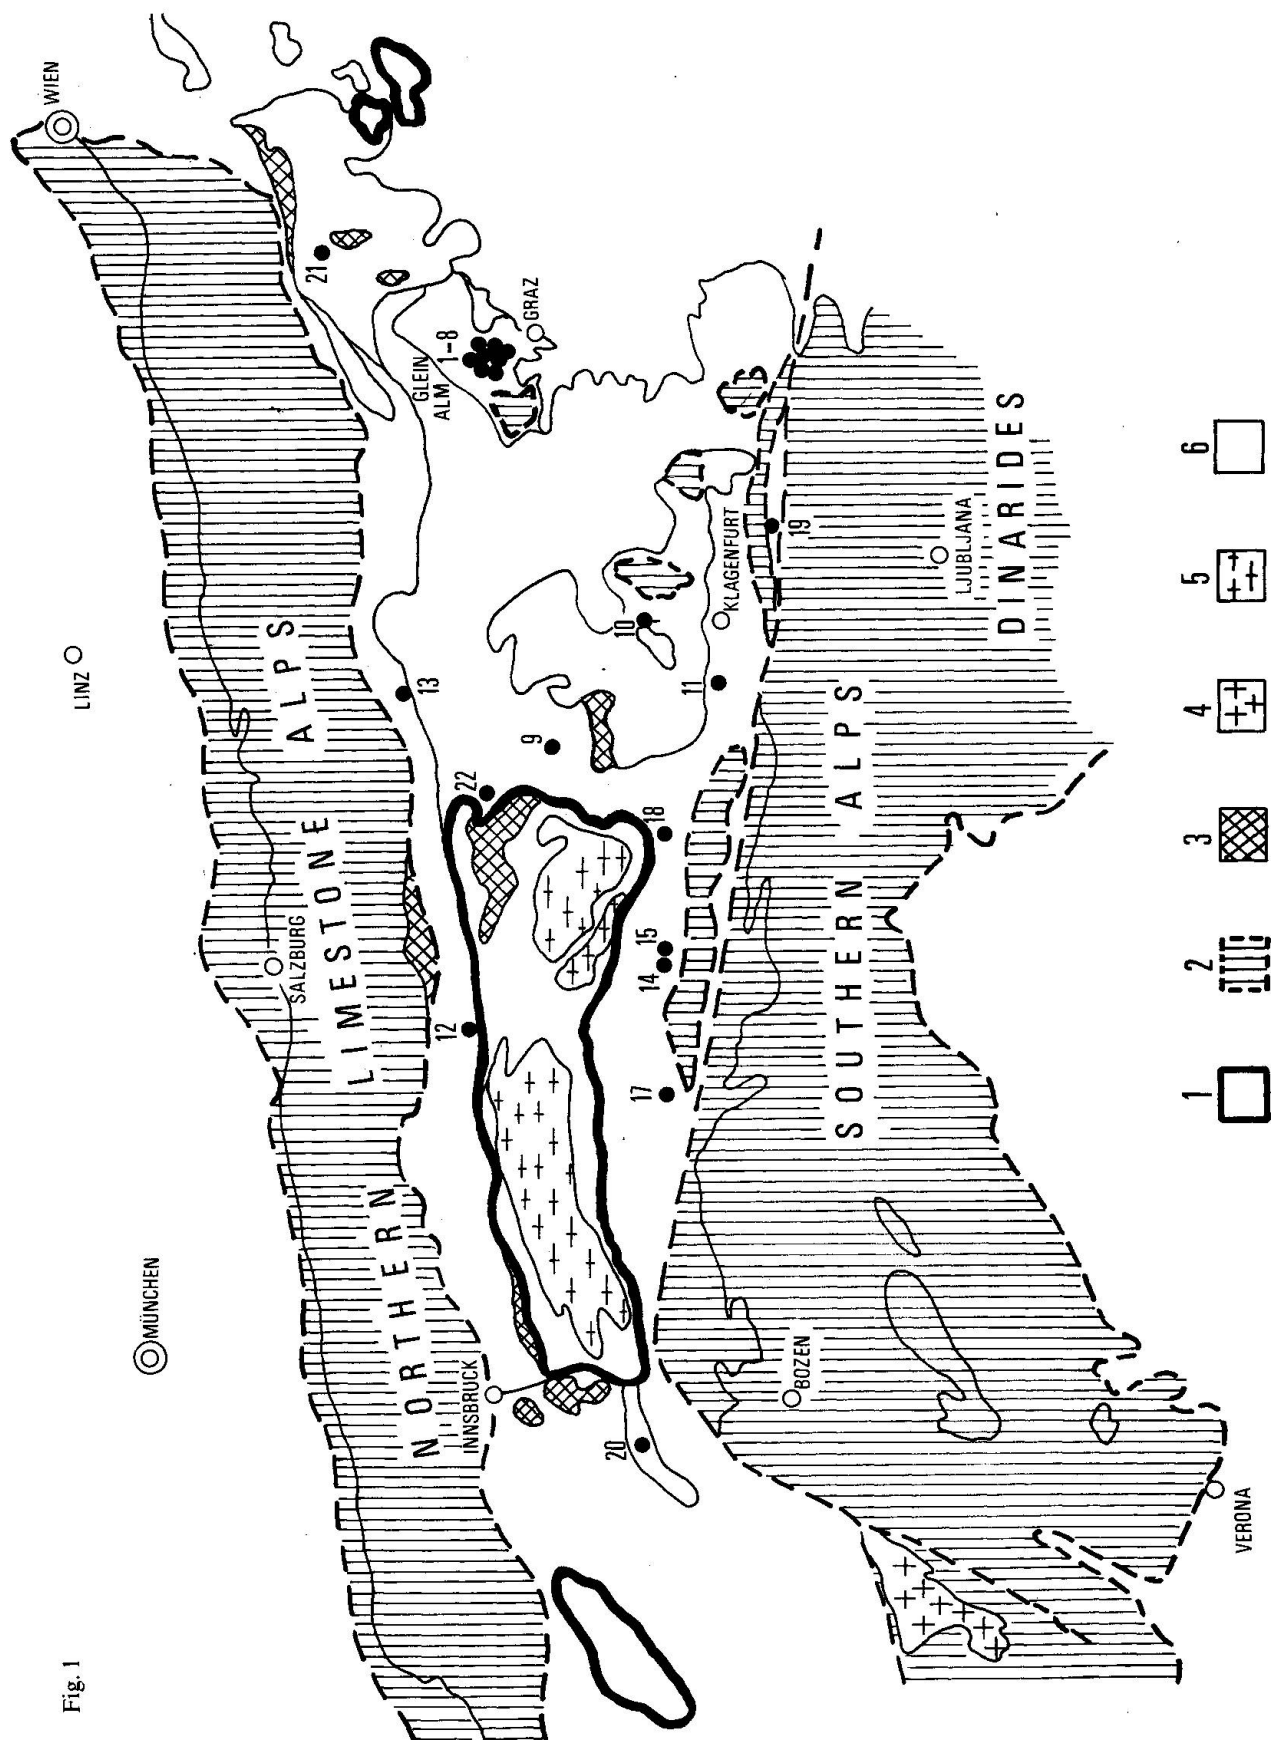 Fig. 1
MÜNCHEN
LINZ
WIEN
SALZBURG
NORTHERN
LIMESTONE
ALPS
INNSBRUCK
21
GLEIN
ALM
1-8
GRAZ
13
22
12
9
10
KLAGENFURT
11
18
15
14
17
20
19
BOZEN
SOUTHERN ALPS
LJUBLJANA
DINARIDES
VERONA
1
2
3
4
5
6